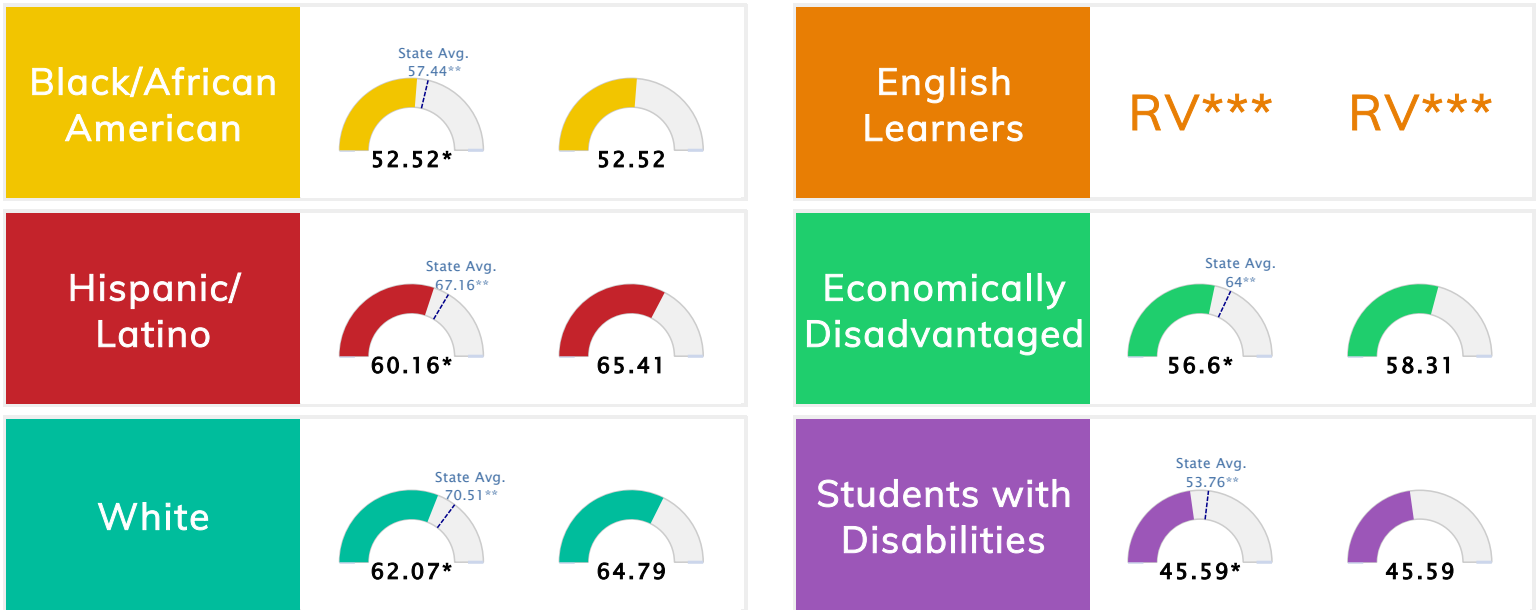 Black/African
American
State Avg.
57.44**
52.52*
52.52
English
Learners
RV***
RV***
Hispanic/
Latino
State Avg.
67.16**
60.16*
65.41
Economically
Disadvantaged
State Avg.
64**
56.6*
58.31
White
State Avg.
70.51**
62.07*
64.79
Students with
Disabilities
State Avg.
53.76**
45.59*
45.59